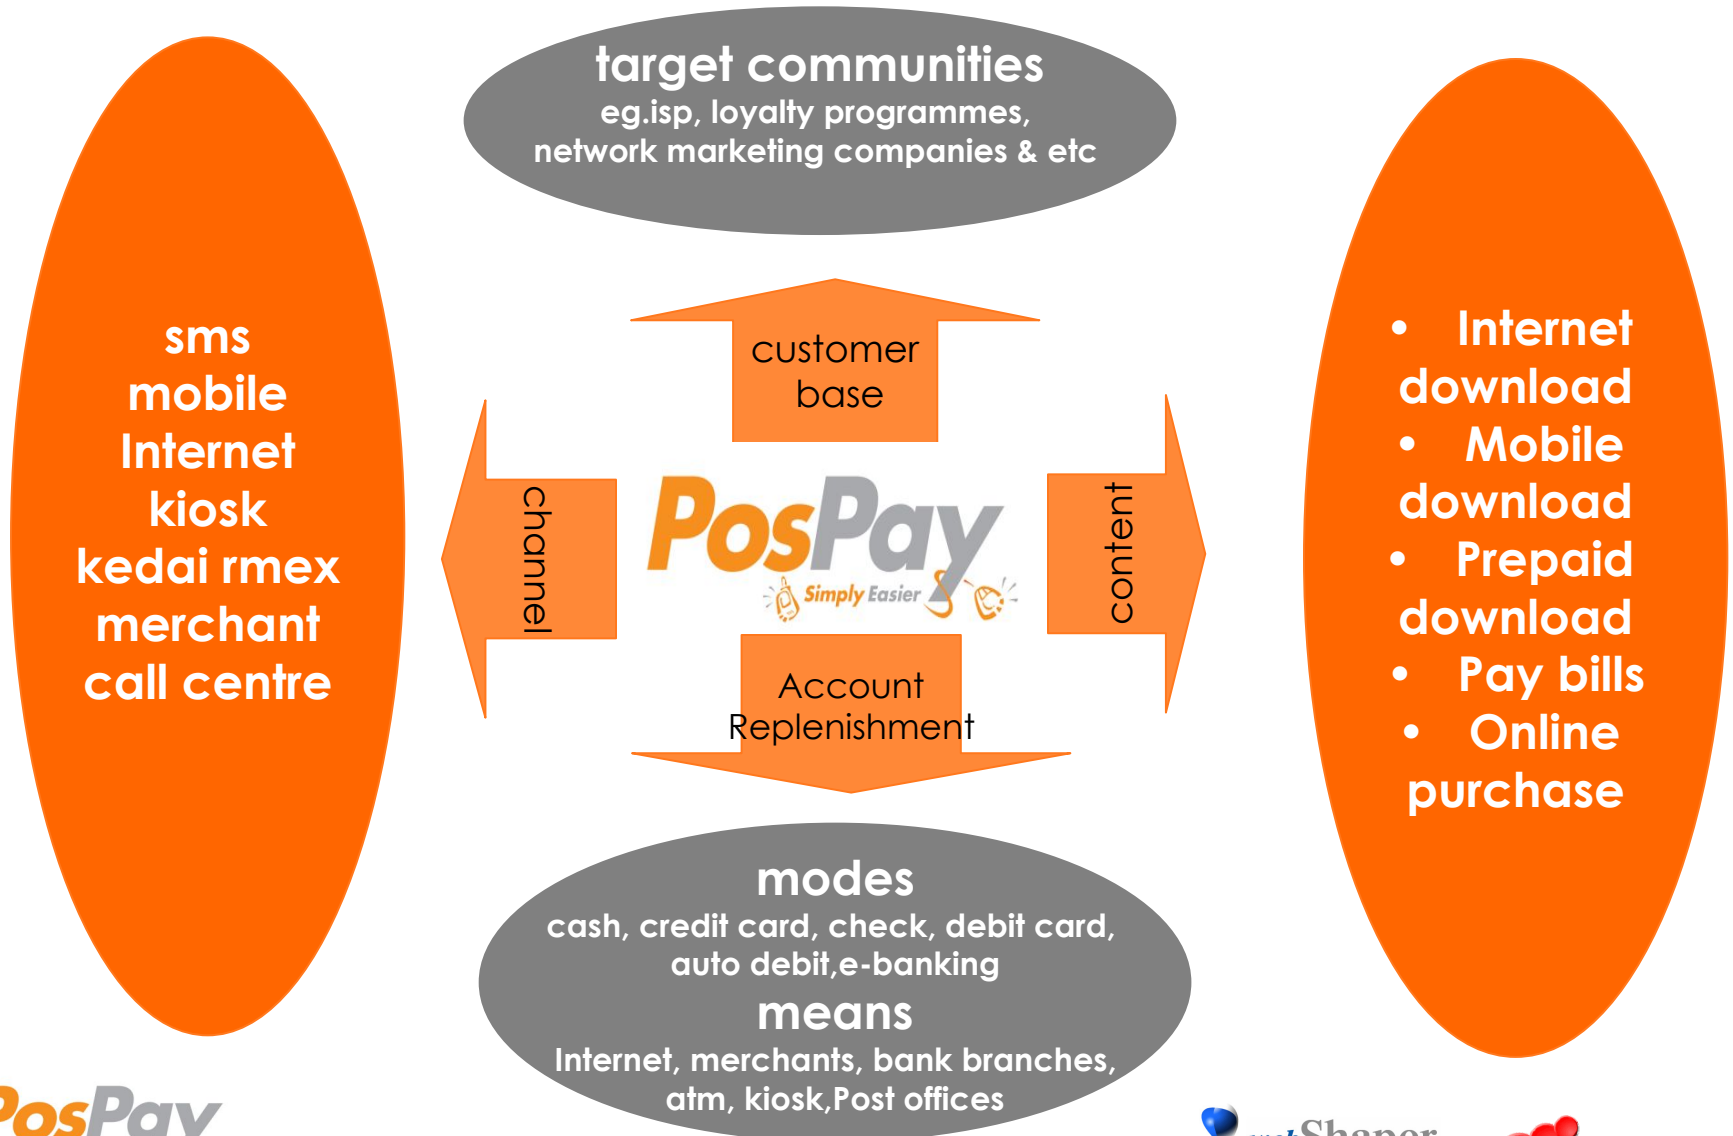 target communities
eg.isp, loyalty programmes,
network marketing companies & etc
sms
mobile
Internet
kiosk
kedai rmex
merchant
call centre
customer
base
channel
PosPay
Simply Easier
content
Account
Replenishment
• Internet
download
• Mobile
download
• Prepaid
download
• Pay bills
• Online
purchase
modes
cash, credit card, check, debit card,
auto debit,e-banking
means
Internet, merchants, bank branches,
atm, kiosk,Post offices
PosPay
webShaper